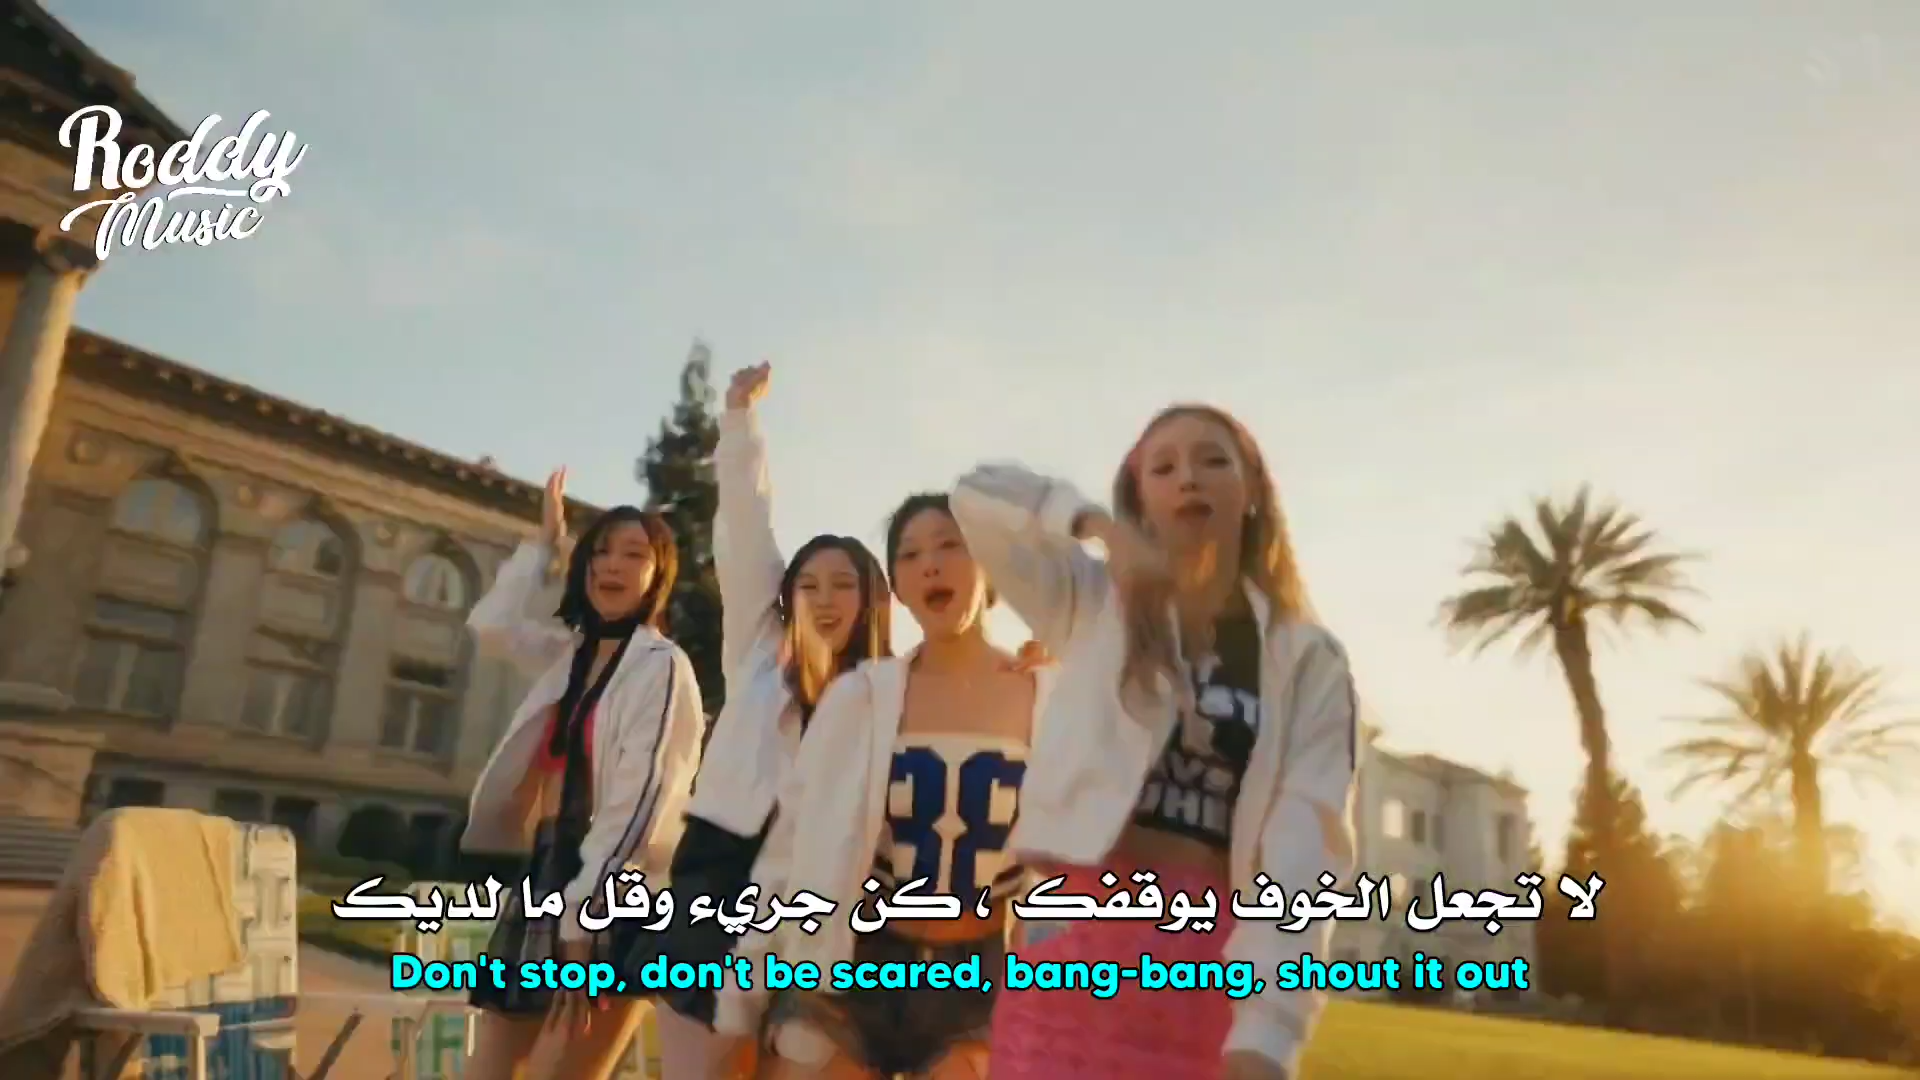 Roddy
Music
38
لا تجعل الخوف يوقفك ، كن جريء وقل ما لديك
Don't stop, don't be scared, bang-bang, shout it out